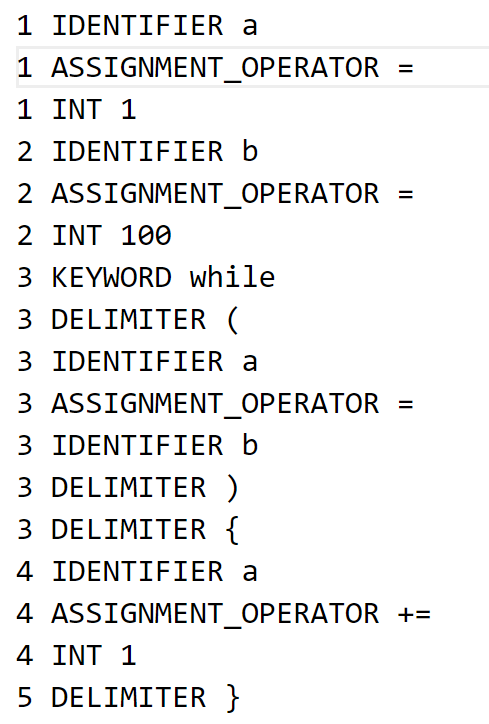 1 IDENTIFIER a
1 ASSIGNMENT_OPERATOR =
1 INT 1
2 IDENTIFIER b
2 ASSIGNMENT_OPERATOR =
2 INT 100
3 KEYWORD while
3 DELIMITER (
3 IDENTIFIER a
3 ASSIGNMENT_OPERATOR =
3 IDENTIFIER b
3 DELIMITER )
3 DELIMITER {
4 IDENTIFIER a
4 ASSIGNMENT_OPERATOR +=
4 INT 1
5 DELIMITER }